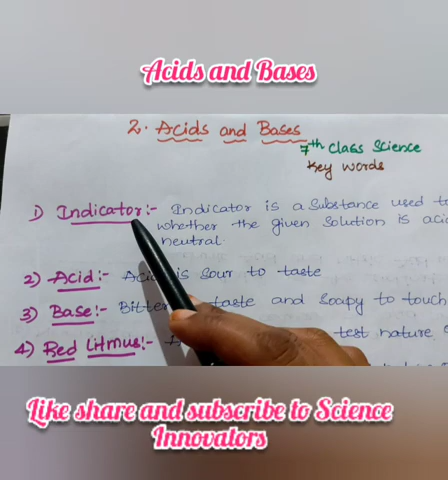 Acids and Bases
2. Acids and Bases
7th Class Science
Key words
1) Indicator:- Indicator is a Substance used to
whether the given Solution is
neutral.
2) Acid:- is Sour to taste
3) Base:- taste and Soapy to touch
4) Red Litmus:- test nature
Like share and subscribe to Science
Innovators